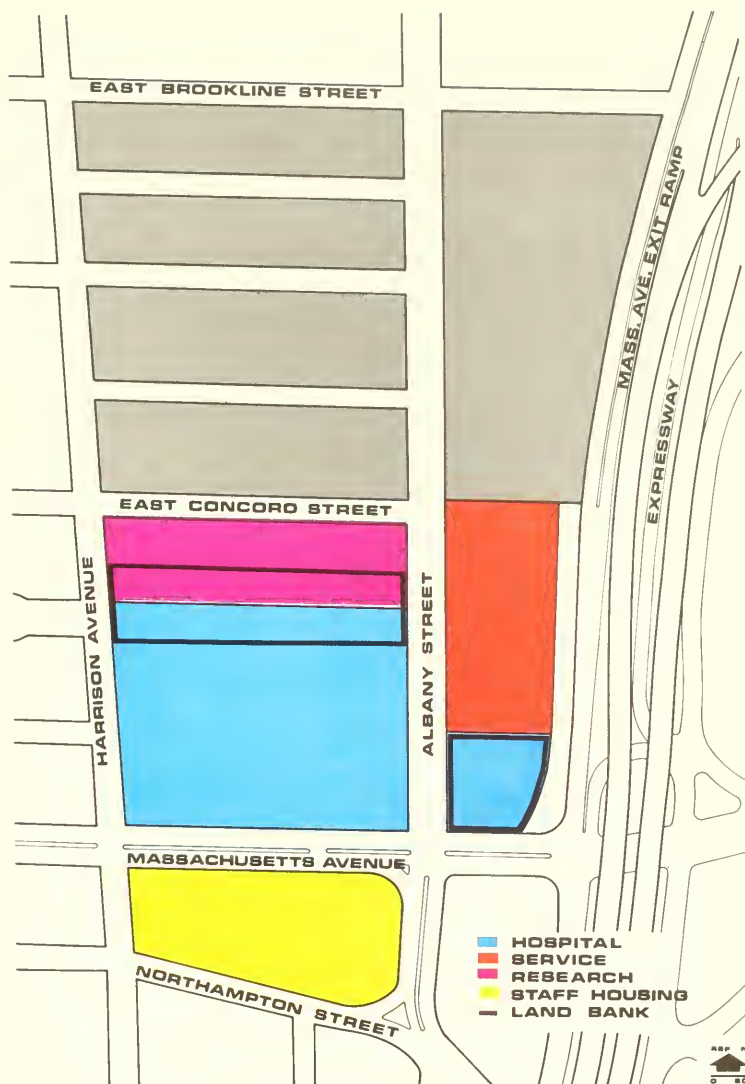 EAST BROOKLINE STREET
MASS. AVE. EXIT RAMP
EXPRESSWAY
EAST CONCORD STREET
HARRISON AVENUE
ALBANY STREET
MASSACHUSETTS AVENUE
NORTHAMPTON STREET
HOSPITAL
SERVICE
RESEARCH
STAFF HOUSING
LAND BANK
0